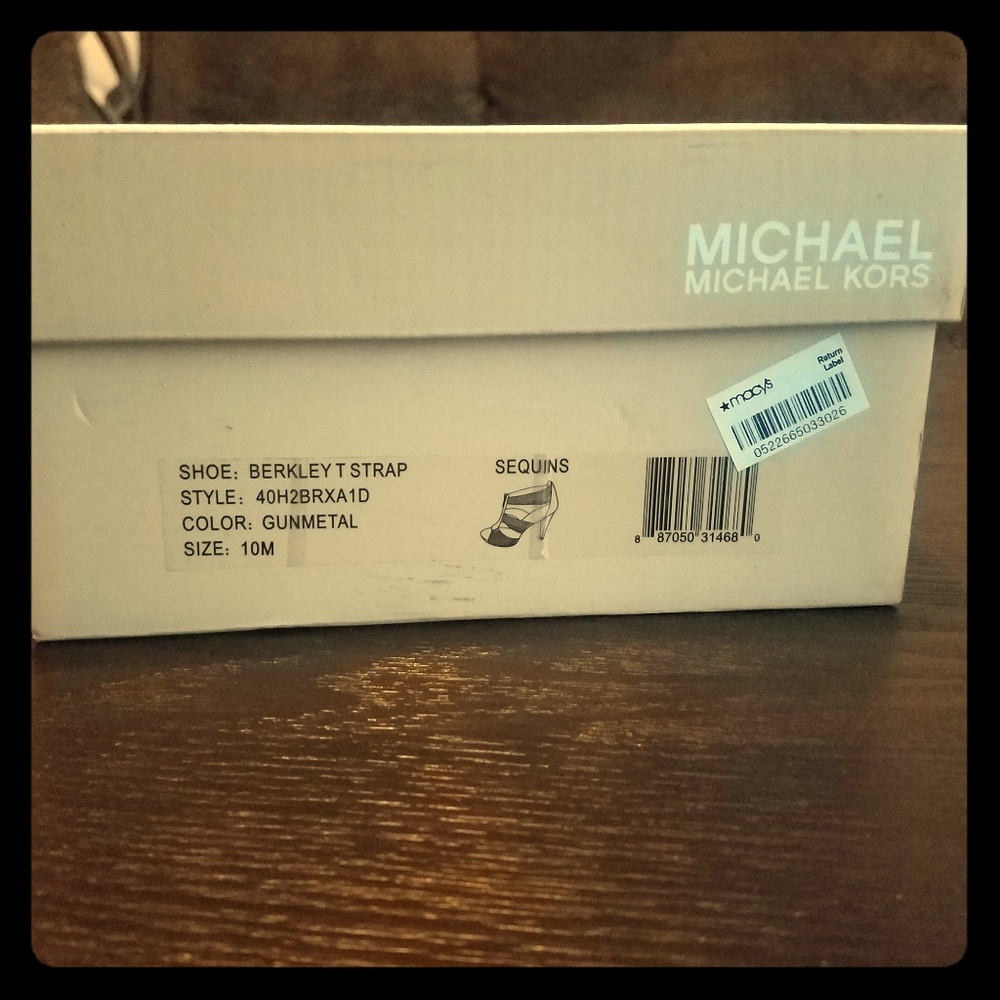 MICHAEL
MICHAEL KORS
Return
Label
macy's
0522665033026
SHOE: BERKLEY T STRAP
STYLE: 40H2BRXA1D
COLOR: GUNMETAL
SIZE: 10M
SEQUINS
8 87050 31468 0